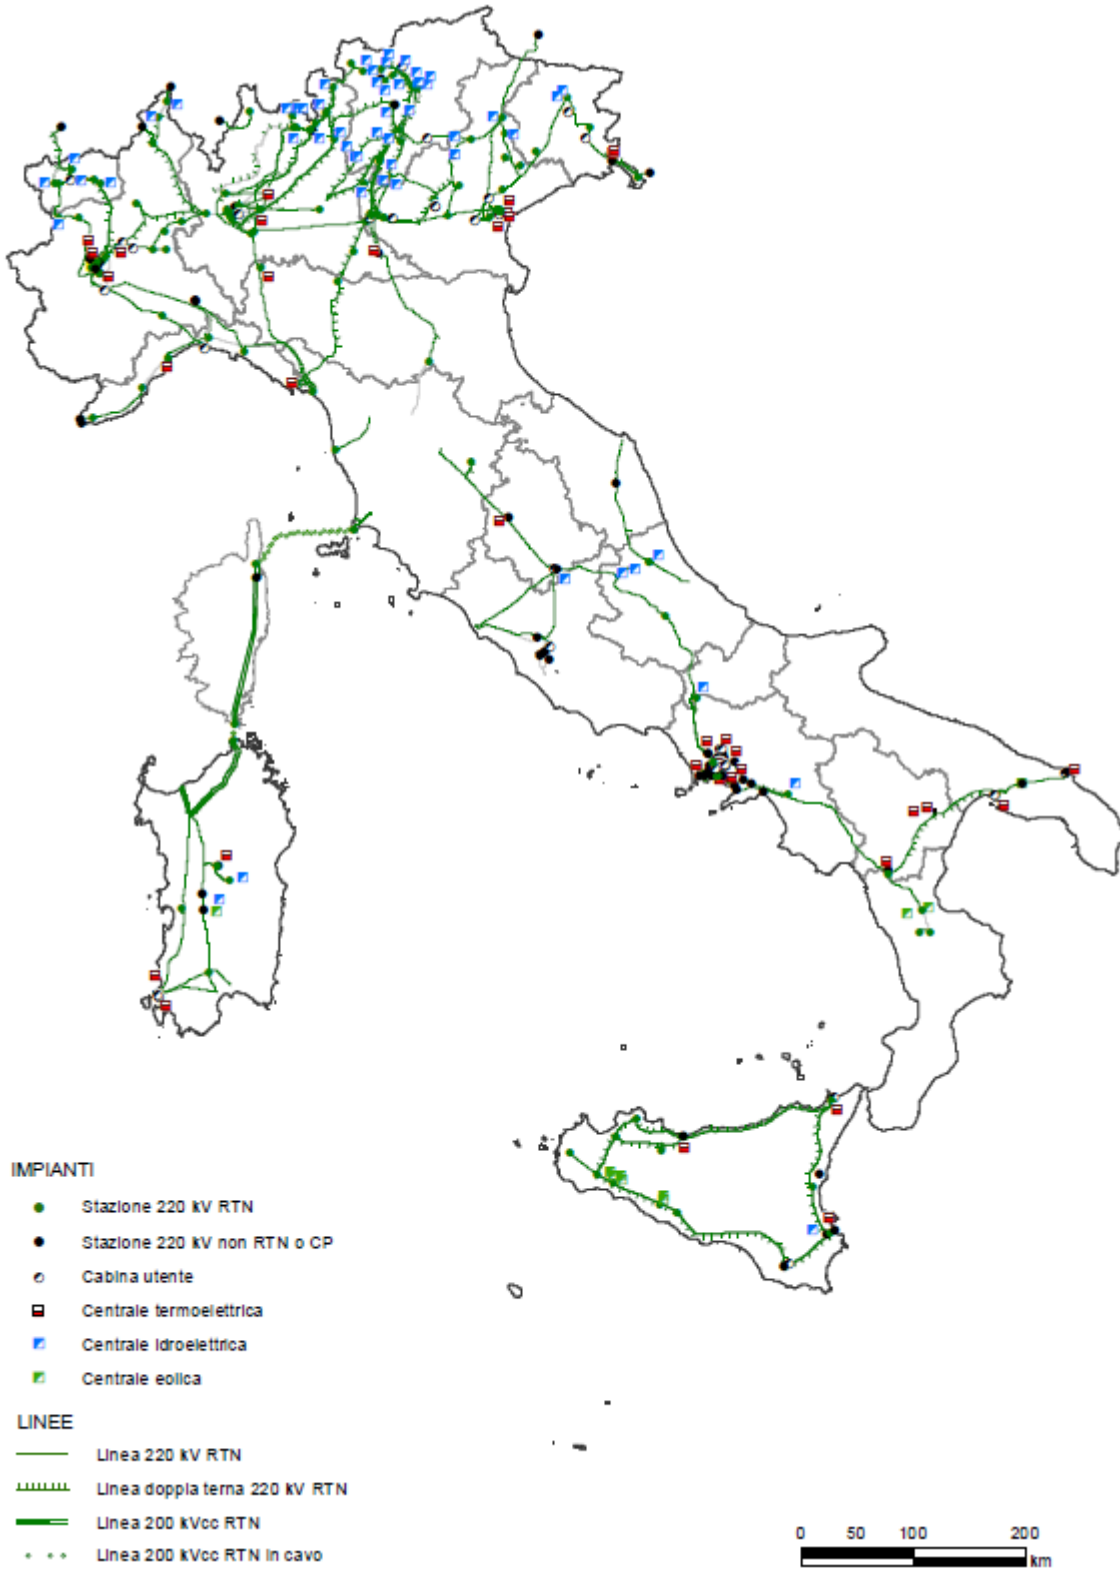 IMPIANTI
Stazione 220 kV RTN
Stazione 220 kV non RTN o CP
Cabina utente
Centrale termoelettrica
Centrale idroelettrica
Centrale eolica
LINEE
Linea 220 kV RTN
Linea doppia terna 220 kV RTN
Linea 200 kVcc RTN
Linea 200 kVcc RTN in cavo
0 50 100 200
km